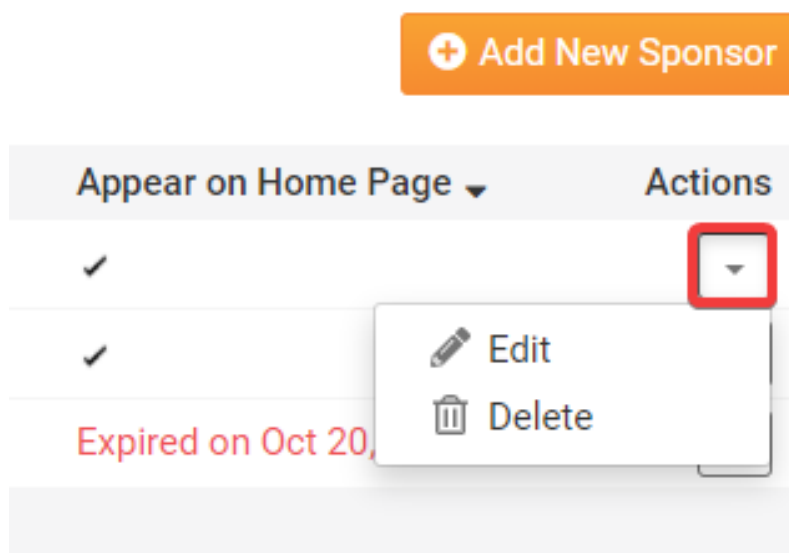 Add New Sponsor
Appear on Home Page Actions
Edit
Delete
Expired on Oct 20,